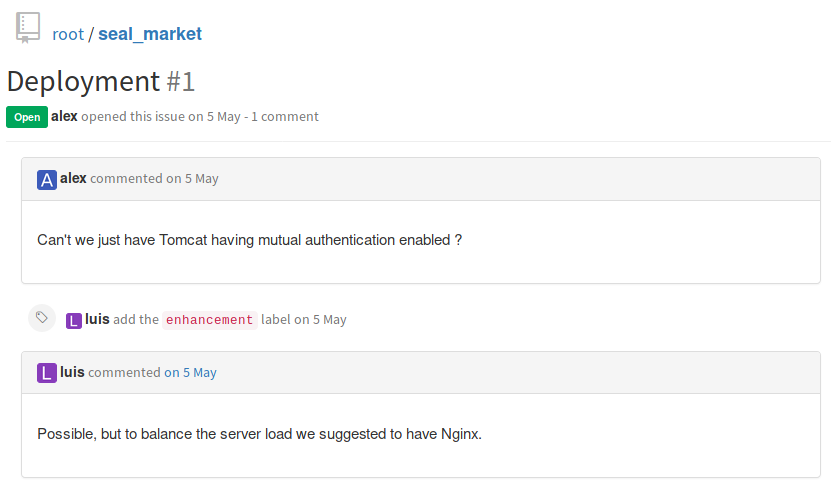 root / seal_market
Deployment #1
Open alex opened this issue on 5 May - 1 comment
A alex commented on 5 May
Can't we just have Tomcat having mutual authentication enabled ?
L luis add the enhancement label on 5 May
L luis commented on 5 May
Possible, but to balance the server load we suggested to have Nginx.